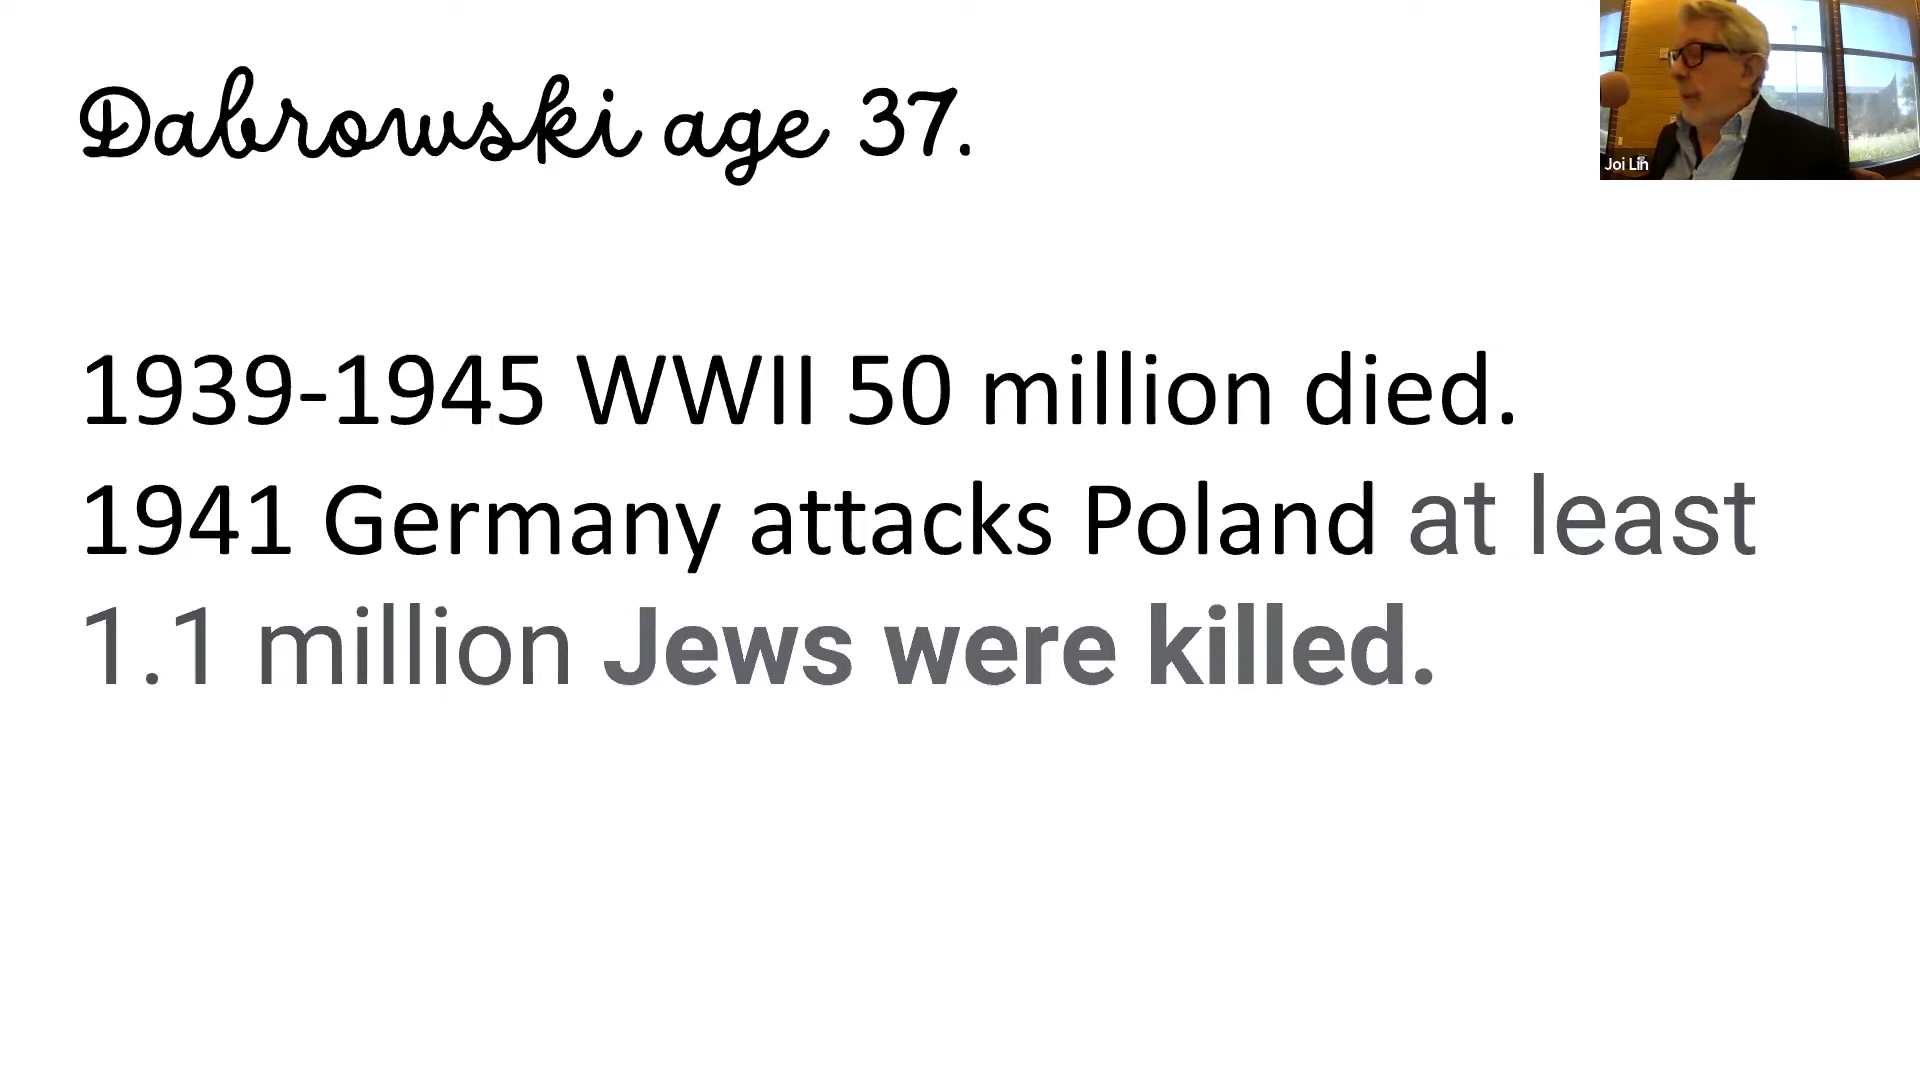 Dabrowski age 37.
Joi Lin
1939-1945 WWII 50 million died.
1941 Germany attacks Poland at least
1.1 million Jews were killed.